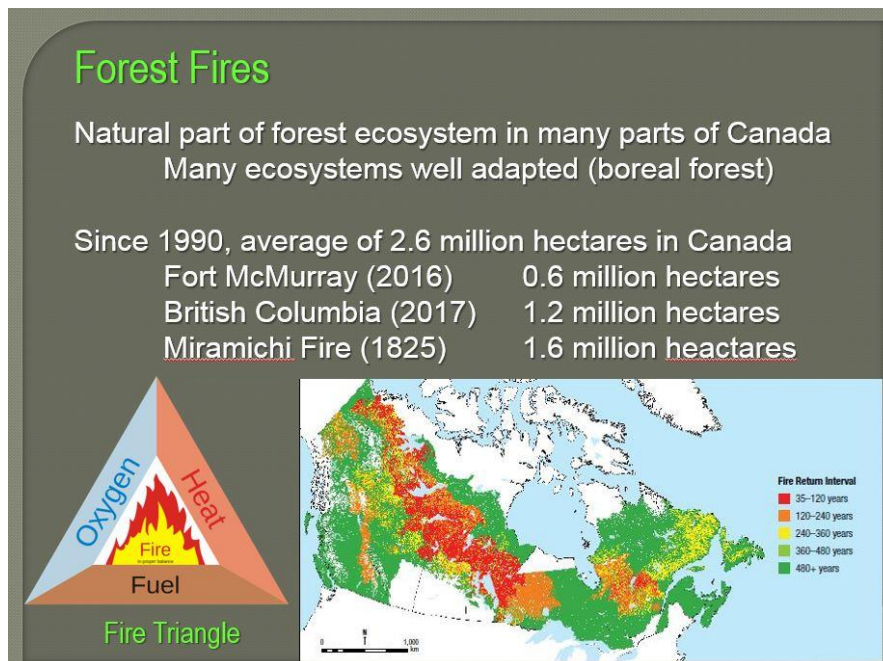 Forest Fires
Natural part of forest ecosystem in many parts of Canada
Many ecosystems well adapted (boreal forest)
Since 1990, average of 2.6 million hectares in Canada
Fort McMurray (2016) 0.6 million hectares
British Columbia (2017) 1.2 million hectares
Miramichi Fire (1825) 1.6 million heactares
Oxygen
Heat
Fire
in proper balance
Fuel
Fire Triangle
Fire Return Interval
35–120 years
120–240 years
240–360 years
360–480 years
480+ years
N
0 1,000
km